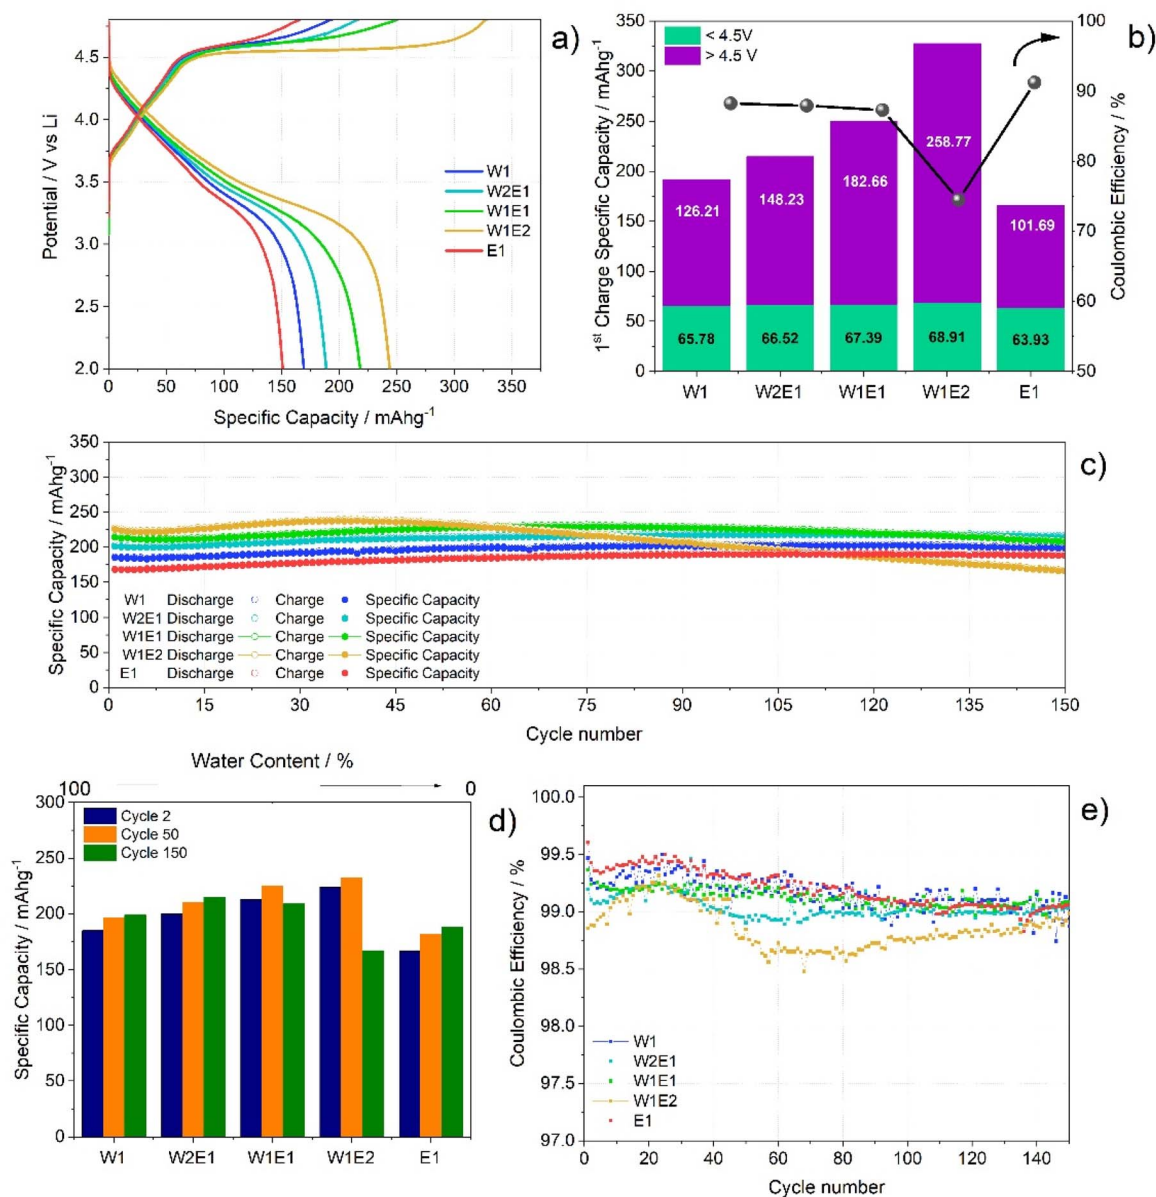 a)
Potential / V vs Li
4.5
4.0
3.5
3.0
2.5
2.0
W1
W2E1
W1E1
W1E2
E1
0 50 100 150 200 250 300 350
Specific Capacity / mAhg-1
b)
1st Charge Specific Capacity / mAhg-1
350
300
250
200
150
100
50
0
< 4.5V
> 4.5 V
126.21 148.23 182.66 258.77 101.69
65.78 66.52 67.39 68.91 63.93
W1 W2E1 W1E1 W1E2 E1
100
90
80
70
60
50
Coulombic Efficiency / %
c)
Specific Capacity / mAhg-1
350
300
250
200
150
100
50
0
W1 Discharge Charge Specific Capacity
W2E1 Discharge Charge Specific Capacity
W1E1 Discharge Charge Specific Capacity
W1E2 Discharge Charge Specific Capacity
E1 Discharge Charge Specific Capacity
0 15 30 45 60 75 90 105 120 135 150
Cycle number
Water Content / %
100 0
d)
Specific Capacity / mAhg-1
300
250
200
150
100
50
0
Cycle 2
Cycle 50
Cycle 150
W1 W2E1 W1E1 W1E2 E1
e)
Coulombic Efficiency / %
100.0
99.5
99.0
98.5
98.0
97.5
97.0
W1
W2E1
W1E1
W1E2
E1
0 20 40 60 80 100 120 140
Cycle number